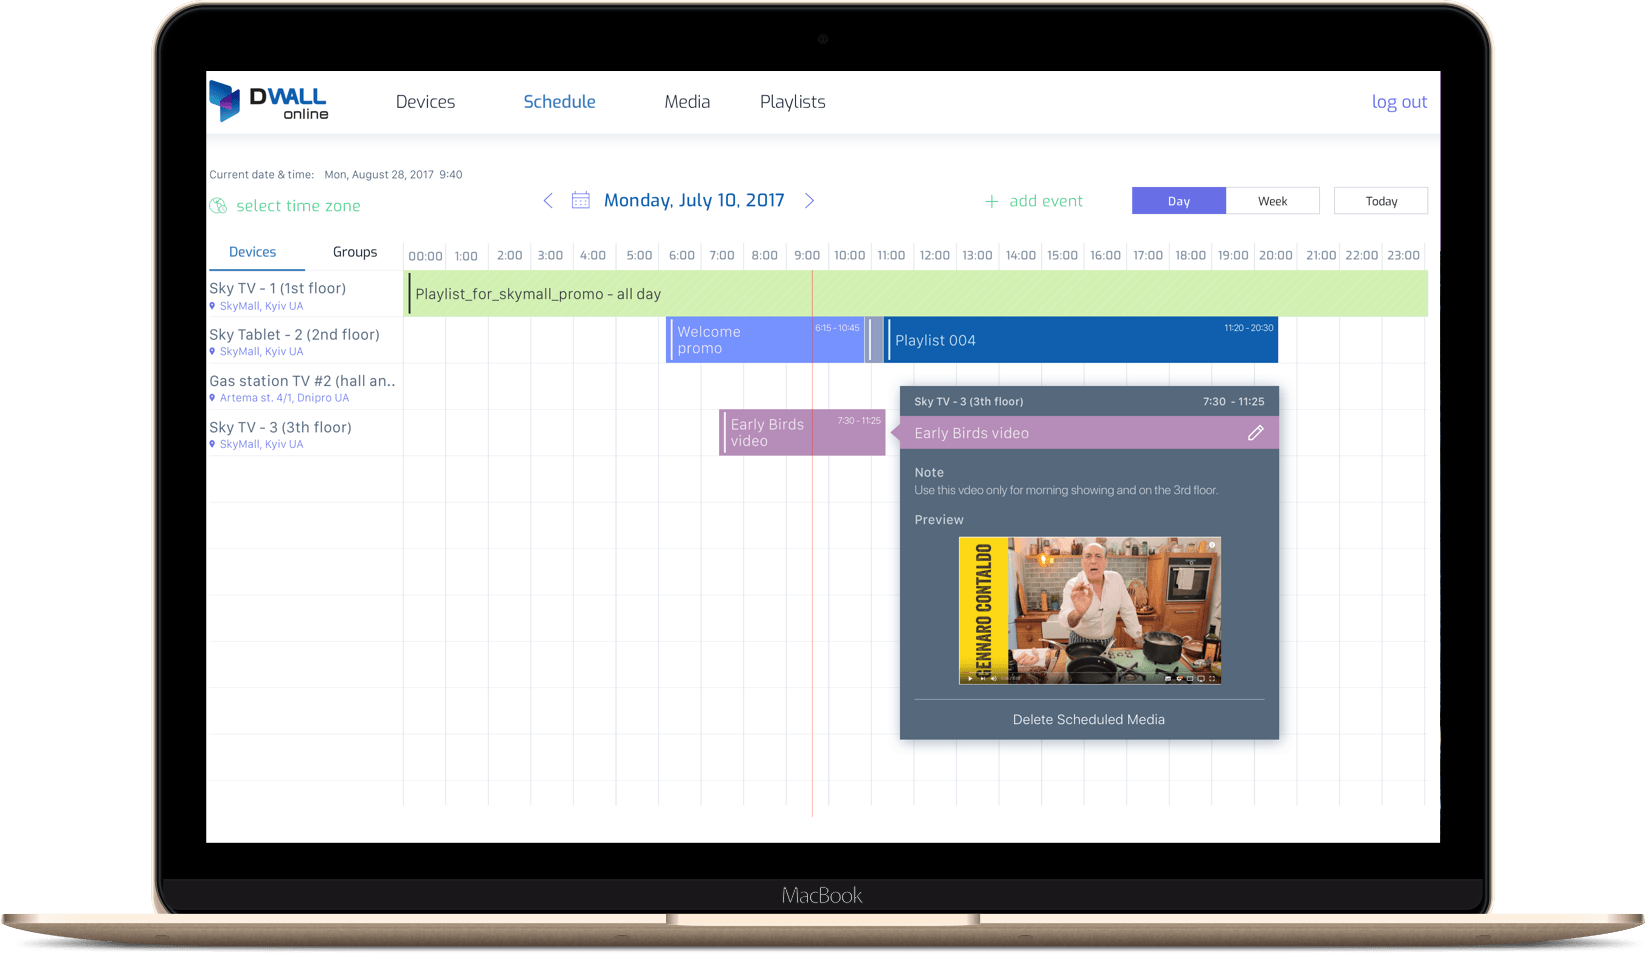 DWALL
online
Devices
Schedule
Media
Playlists
log out
Current date & time: Mon, August 28, 2017 9:40
select time zone
Monday, July 10, 2017
+ add event
Day
Week
Today
Devices
Groups
00:00 1:00 2:00 3:00 4:00 5:00 6:00 7:00 8:00 9:00 10:00 11:00 12:00 13:00 14:00 15:00 16:00 17:00 18:00 19:00 20:00 21:00 22:00 23:00
Sky TV - 1 (1st floor)
SkyMall, Kyiv UA
Playlist_for_skymall_promo - all day
Sky Tablet - 2 (2nd floor)
SkyMall, Kyiv UA
Welcome
promo
6:15 - 10:45
Playlist 004
11:20 - 20:30
Gas station TV #2 (hall an..
Artema st. 4/1, Dnipro UA
Sky TV - 3 (3th floor)
SkyMall, Kyiv UA
Early Birds
video
7:30 - 11:25
Sky TV - 3 (3th floor)
7:30 - 11:25
Early Birds video
Note
Use this vdeo only for morning showing and on the 3rd floor.
Preview
GENNARO CONTALDO
Delete Scheduled Media
MacBook